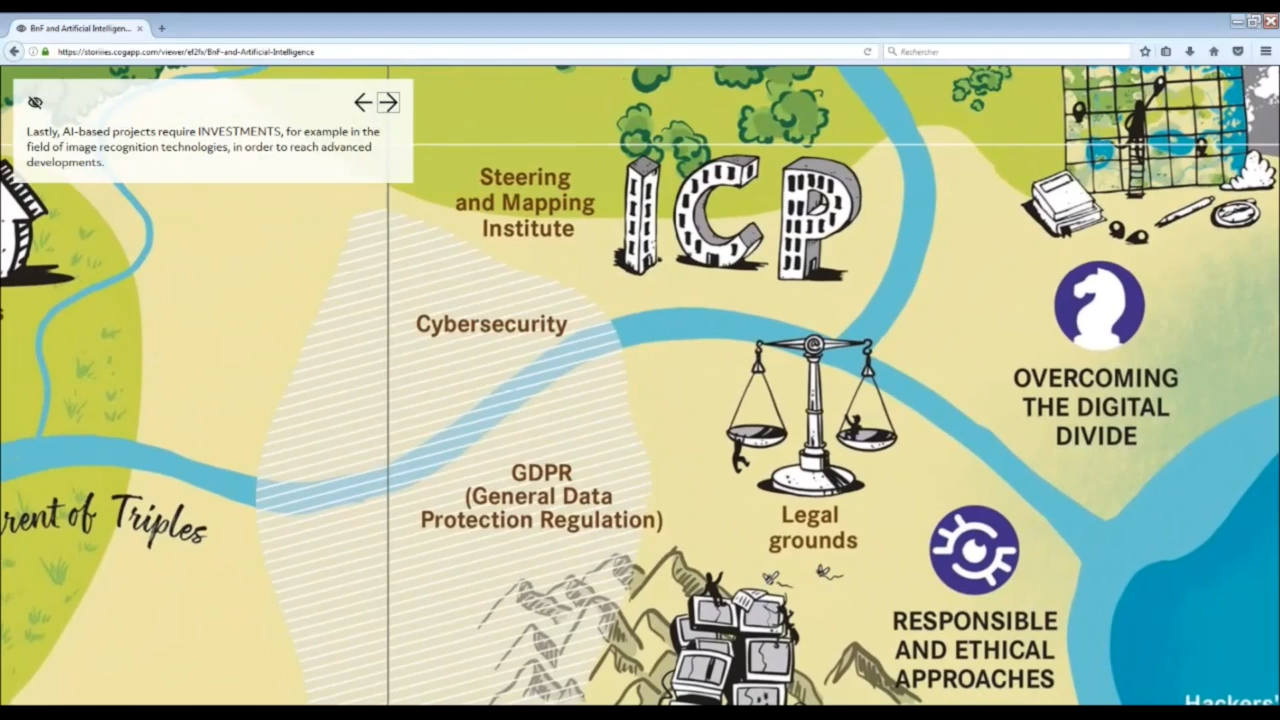 BnF and Artificial Intelligen...
https://storiies.cogapp.com/viewer/ef2fx/BnF-and-Artificial-Intelligence
Rechercher
Lastly, AI-based projects require INVESTMENTS, for example in the
field of image recognition technologies, in order to reach advanced
developments.
Steering
and Mapping
Institute
ICP
Cybersecurity
OVERCOMING
THE DIGITAL
DIVIDE
GDPR
(General Data
Protection Regulation)
of Triples
Legal
grounds
RESPONSIBLE
AND ETHICAL
APPROACHES
Hackers'